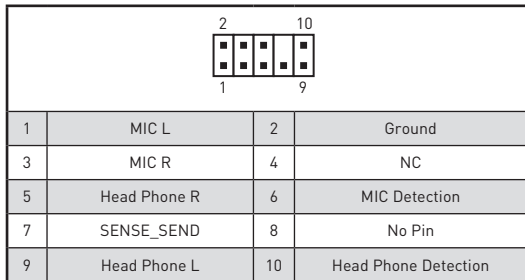 2 10
1 9
1 MIC L 2 Ground
3 MIC R 4 NC
5 Head Phone R 6 MIC Detection
7 SENSE_SEND 8 No Pin
9 Head Phone L 10 Head Phone Detection